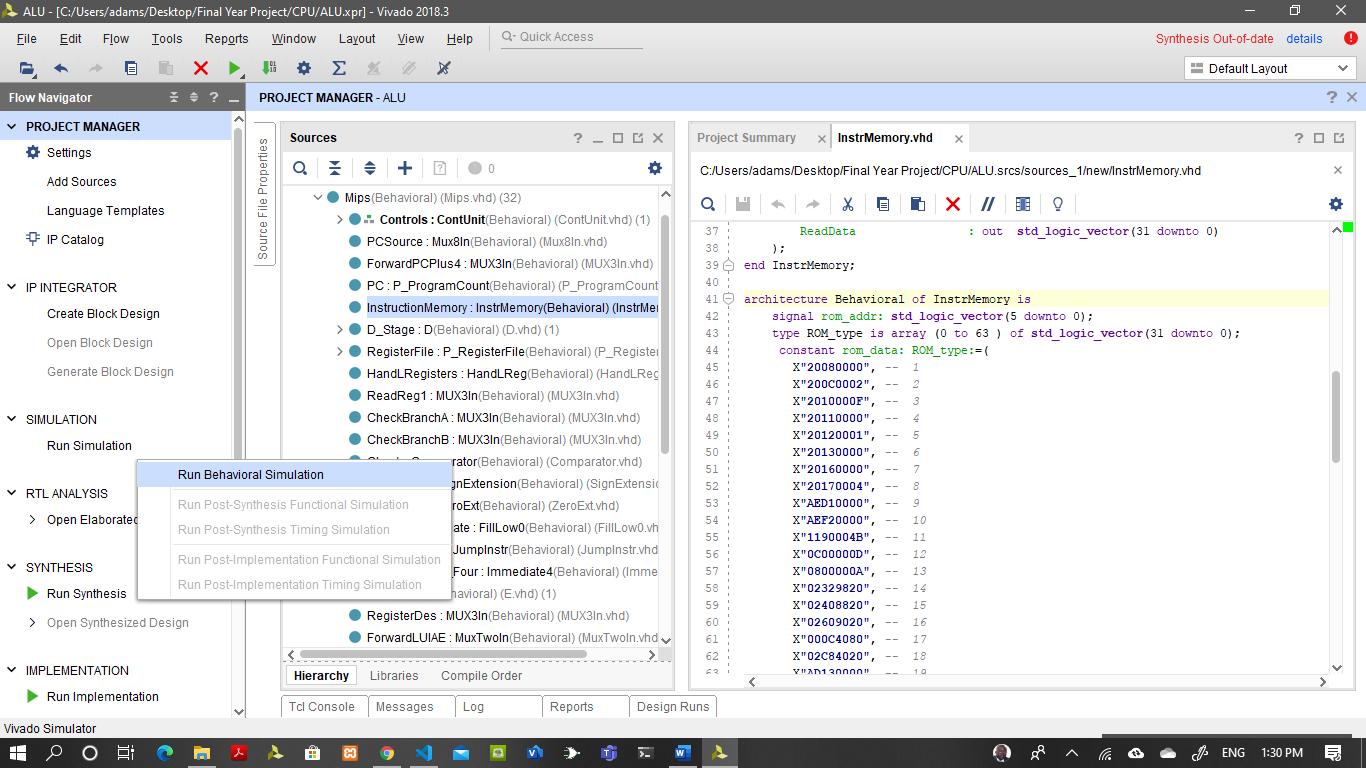 ALU - [C:/Users/adams/Desktop/Final Year Project/CPU/ALU.xpr] - Vivado 2018.3
File Edit Flow Tools Reports Window Layout View Help Quick Access
Synthesis Out-of-date details
Default Layout
Flow Navigator
PROJECT MANAGER
Settings
Add Sources
Language Templates
IP Catalog
IP INTEGRATOR
Create Block Design
Open Block Design
Generate Block Design
SIMULATION
Run Simulation
RTL ANALYSIS
Open Elaborated
SYNTHESIS
Run Synthesis
Open Synthesized Design
IMPLEMENTATION
Run Implementation
Run Behavioral Simulation
Run Post-Synthesis Functional Simulation
Run Post-Synthesis Timing Simulation
Run Post-Implementation Functional Simulation
Run Post-Implementation Timing Simulation
PROJECT MANAGER - ALU
Source File Properties
Sources
0
Mips(Behavioral) (Mips.vhd) (32)
Controls : ContUnit(Behavioral) (ContUnit.vhd) (1)
PCSource : Mux8In(Behavioral) (Mux8In.vhd)
ForwardPCPlus4 : MUX3In(Behavioral) (MUX3In.vhd)
PC : P_ProgramCount(Behavioral) (P_ProgramCount
InstructionMemory : InstrMemory(Behavioral) (InstrMer
D_Stage : D(Behavioral) (D.vhd) (1)
RegisterFile : P_RegisterFile(Behavioral) (P_Register
HandLRegisters : HandLReg(Behavioral) (HandLReg
ReadReg1 : MUX3In(Behavioral) (MUX3In.vhd)
CheckBranchA : MUX3In(Behavioral) (MUX3In.vhd)
CheckBranchB : MUX3In(Behavioral) (MUX3In.vhd)
(Behavioral) (Comparator.vhd)
gnExtension(Behavioral) (SignExtensio
eroExt(Behavioral) (ZeroExt.vhd)
ate : FillLow0(Behavioral) (FillLow0.vh
JumpInstr(Behavioral) (JumpInstr.vhd)
_Four : Immediate4(Behavioral) (Imme
(Behavioral) (E.vhd) (1)
RegisterDes : MUX3In(Behavioral) (MUX3In.vhd)
ForwardLUIAE : MuxTwoIn(Behavioral) (MuxTwoIn.vhd
Hierarchy Libraries Compile Order
Project Summary InstrMemory.vhd
C:/Users/adams/Desktop/Final Year Project/CPU/ALU.srcs/sources_1/new/InstrMemory.vhd
37 ReadData : out std_logic_vector(31 downto 0)
38 );
39 end InstrMemory;
40
41 architecture Behavioral of InstrMemory is
42 signal rom_addr: std_logic_vector(5 downto 0);
43 type ROM_type is array (0 to 63 ) of std_logic_vector(31 downto 0);
44 constant rom_data: ROM_type:=(
45 X"20080000", -- 1
46 X"200C0002", -- 2
47 X"2010000F", -- 3
48 X"20110000", -- 4
49 X"20120001", -- 5
50 X"20130000", -- 6
51 X"20160000", -- 7
52 X"20170004", -- 8
53 X"AED10000", -- 9
54 X"AEF20000", -- 10
55 X"1190004B", -- 11
56 X"0C00000D", -- 12
57 X"0800000A", -- 13
58 X"02329820", -- 14
59 X"02408820", -- 15
60 X"02609020", -- 16
61 X"000C4080", -- 17
62 X"02C84020", -- 18
63 X"AD130000", -- 19
Tcl Console Messages Log Reports Design Runs
Vivado Simulator
ENG 1:30 PM